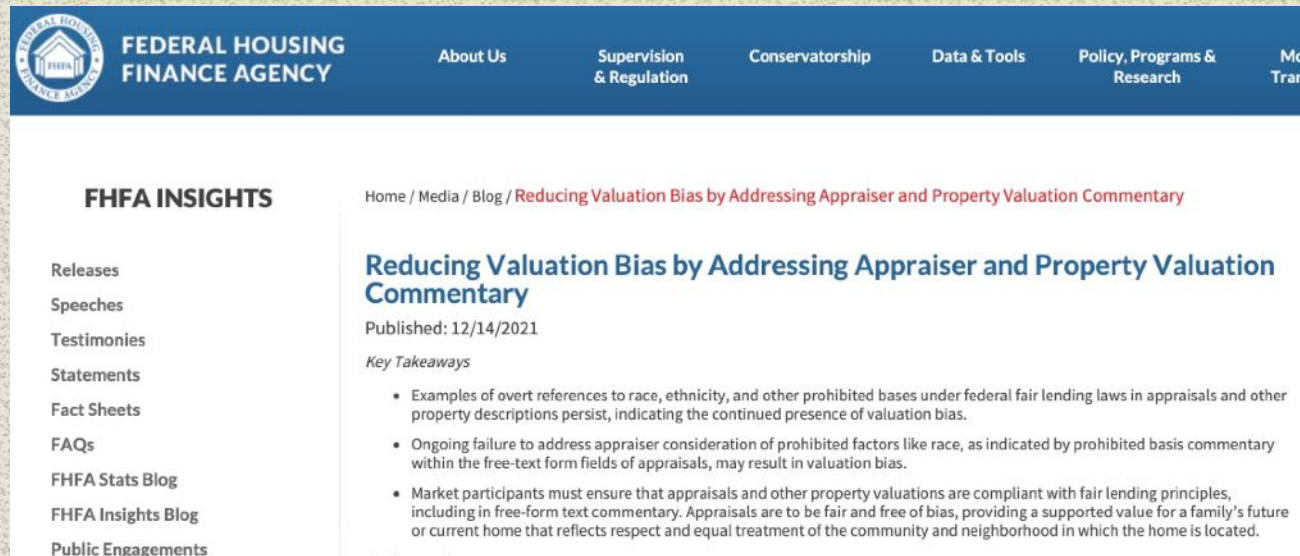 FEDERAL HOUSING
FINANCE AGENCY
About Us
Supervision
& Regulation
Conservatorship
Data & Tools
Policy, Programs &
Research
FHFA INSIGHTS
Releases
Speeches
Testimonies
Statements
Fact Sheets
FAQs
FHFA Stats Blog
FHFA Insights Blog
Public Engagements
Home / Media / Blog / Reducing Valuation Bias by Addressing Appraiser and Property Valuation Commentary
Reducing Valuation Bias by Addressing Appraiser and Property Valuation
Commentary
Published: 12/14/2021
Key Takeaways
• Examples of overt references to race, ethnicity, and other prohibited bases under federal fair lending laws in appraisals and other
property descriptions persist, indicating the continued presence of valuation bias.
• Ongoing failure to address appraiser consideration of prohibited factors like race, as indicated by prohibited basis commentary
within the free-text form fields of appraisals, may result in valuation bias.
• Market participants must ensure that appraisals and other property valuations are compliant with fair lending principles,
including in free-form text commentary. Appraisals are to be fair and free of bias, providing a supported value for a family's future
or current home that reflects respect and equal treatment of the community and neighborhood in which the home is located.